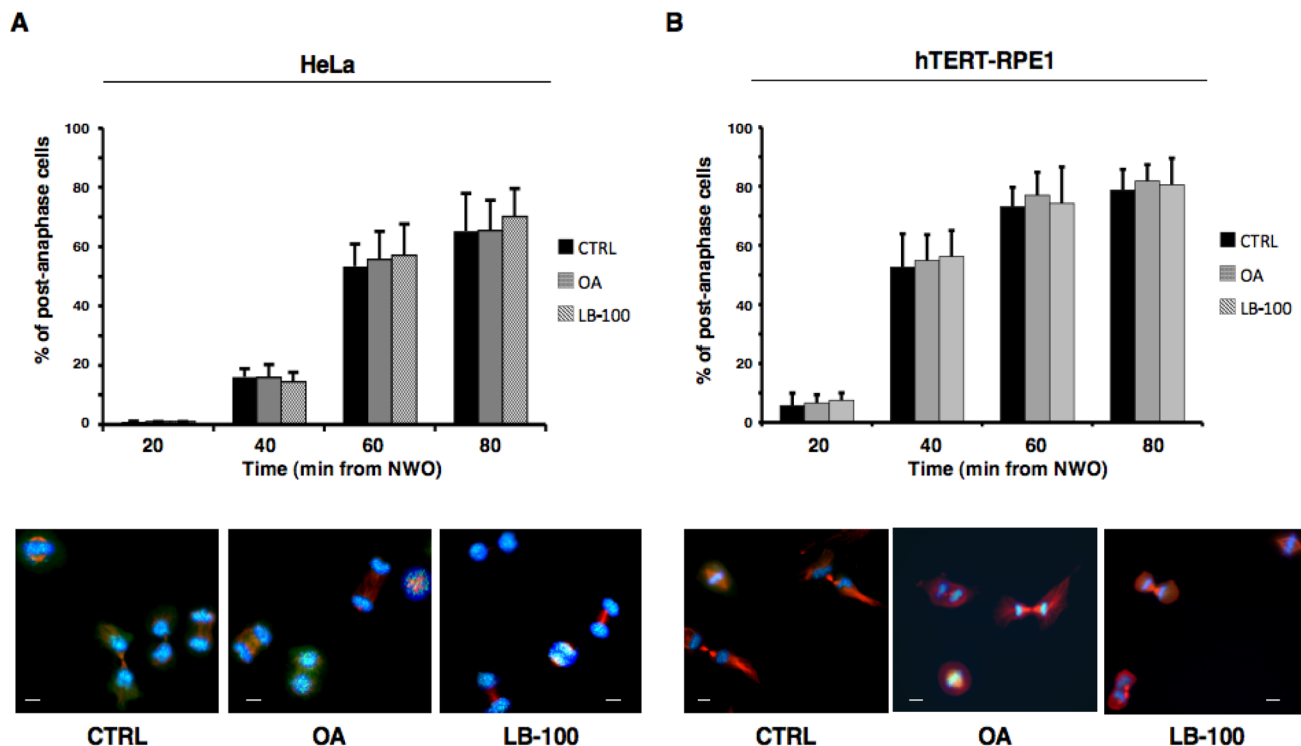 A
HeLa
% of post-anaphase cells
100
80
60
40
20
0
20 40 60 80
Time (min from NWO)
CTRL
OA
LB-100
CTRL OA LB-100
B
hTERT-RPE1
% of post-anaphase cells
100
80
60
40
20
0
20 40 60 80
Time (min from NWO)
CTRL
OA
LB-100
CTRL OA LB-100